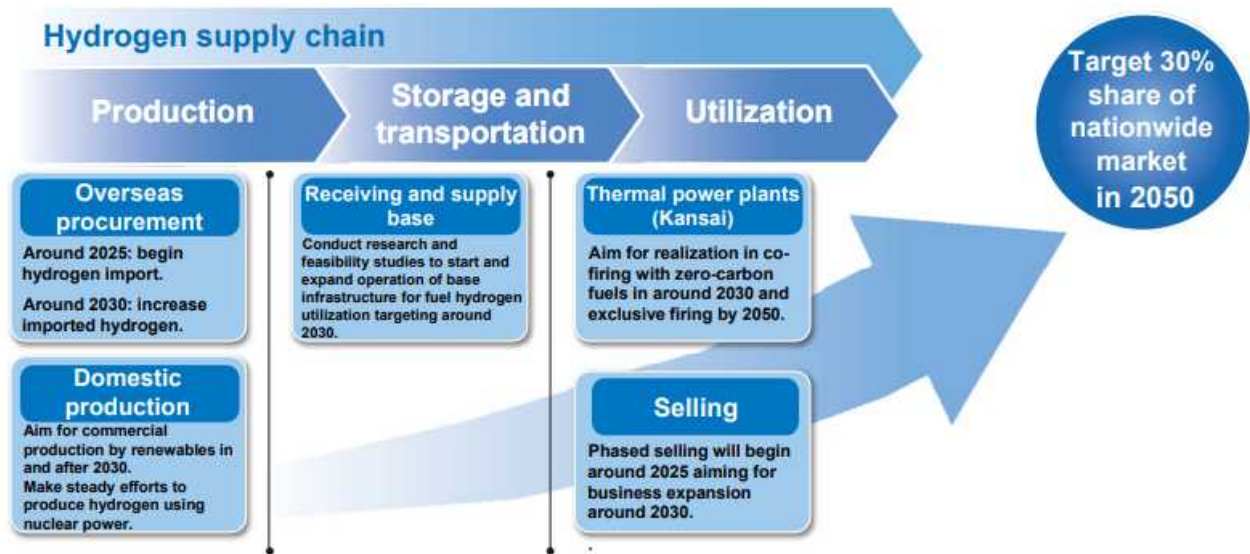 Hydrogen supply chain
Production
Storage and
transportation
Utilization
Target 30%
share of
nationwide
market
in 2050
Overseas
procurement
Around 2025: begin
hydrogen import.
Around 2030: increase
imported hydrogen.
Domestic
production
Aim for commercial
production by renewables in
and after 2030.
Make steady efforts to
produce hydrogen using
nuclear power.
Receiving and supply
base
Conduct research and
feasibility studies to start and
expand operation of base
infrastructure for fuel hydrogen
utilization targeting around
2030.
Thermal power plants
(Kansai)
Aim for realization in co-
firing with zero-carbon
fuels in around 2030 and
exclusive firing by 2050.
Selling
Phased selling will begin
around 2025 aiming for
business expansion
around 2030.